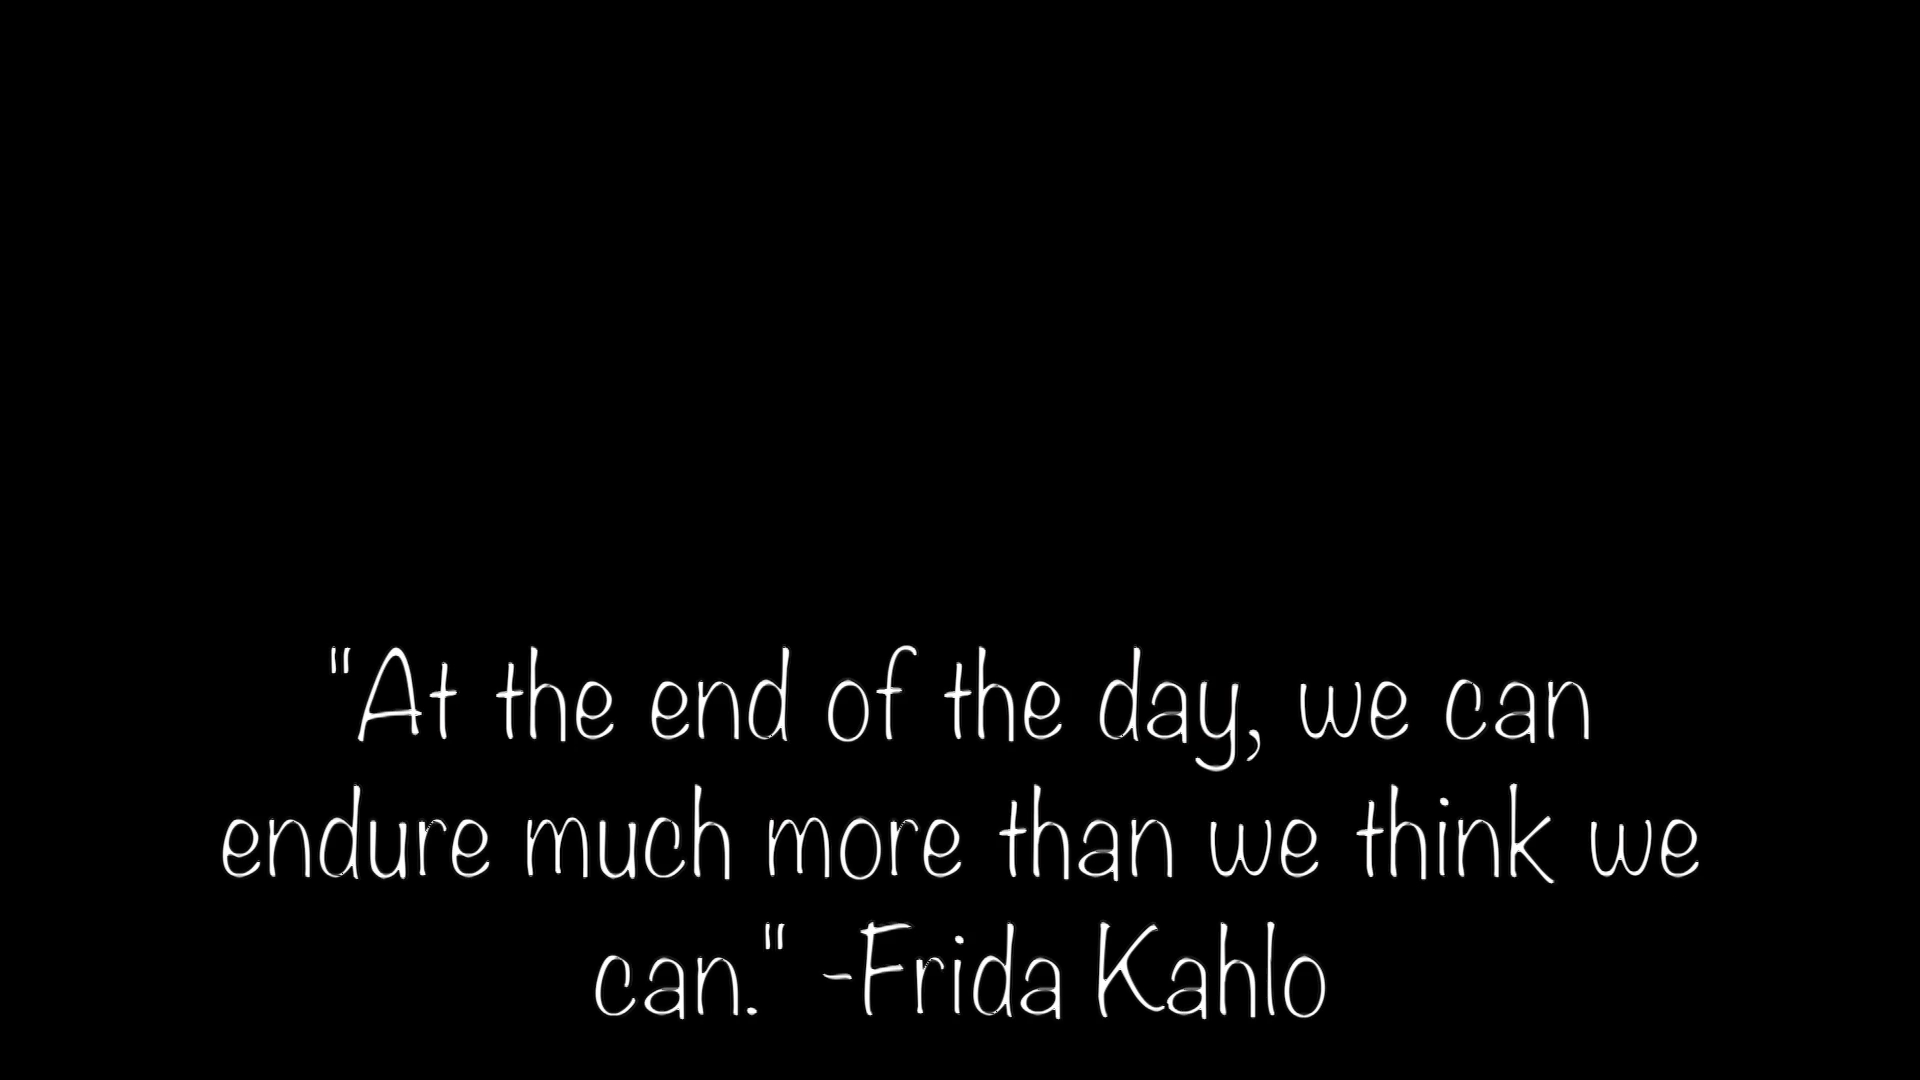 "At the end of the day, we can
endure much more than we think we
can." -Frida Kahlo